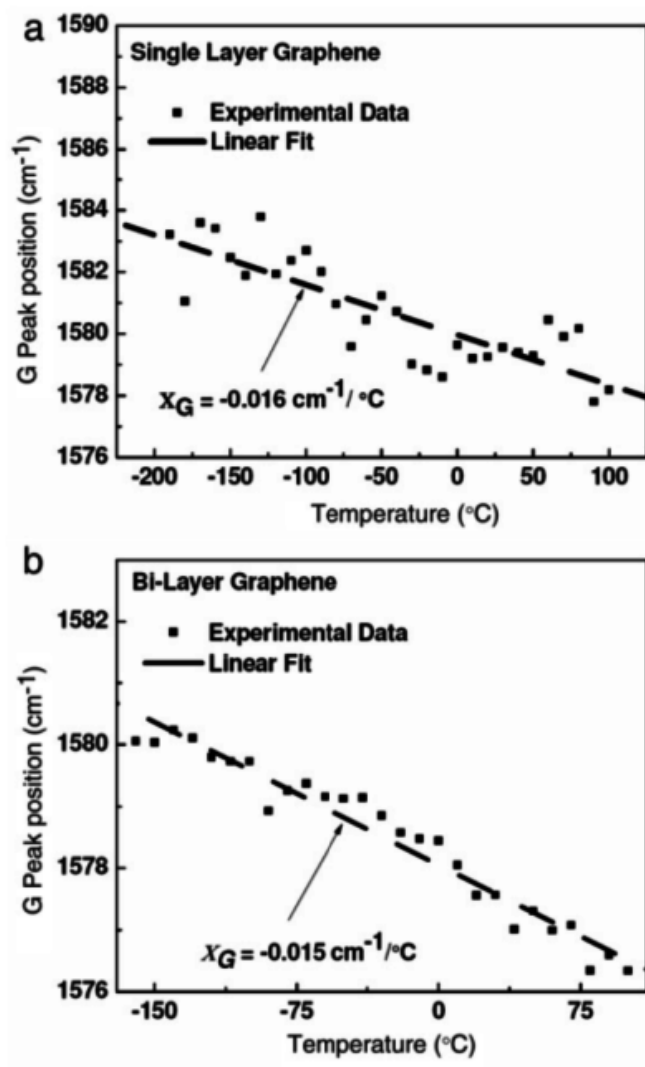 a
1590
Single Layer Graphene
1588
Experimental Data
Linear Fit
1586
1584
1582
1580
1578
1576
G Peak position (cm⁻¹)
X_G = -0.016 cm⁻¹/ °C
-200 -150 -100 -50 0 50 100
Temperature (°C)
b
Bi-Layer Graphene
1582
Experimental Data
Linear Fit
1580
1578
1576
G Peak position (cm⁻¹)
X_G = -0.015 cm⁻¹/°C
-150 -75 0 75
Temperature (°C)